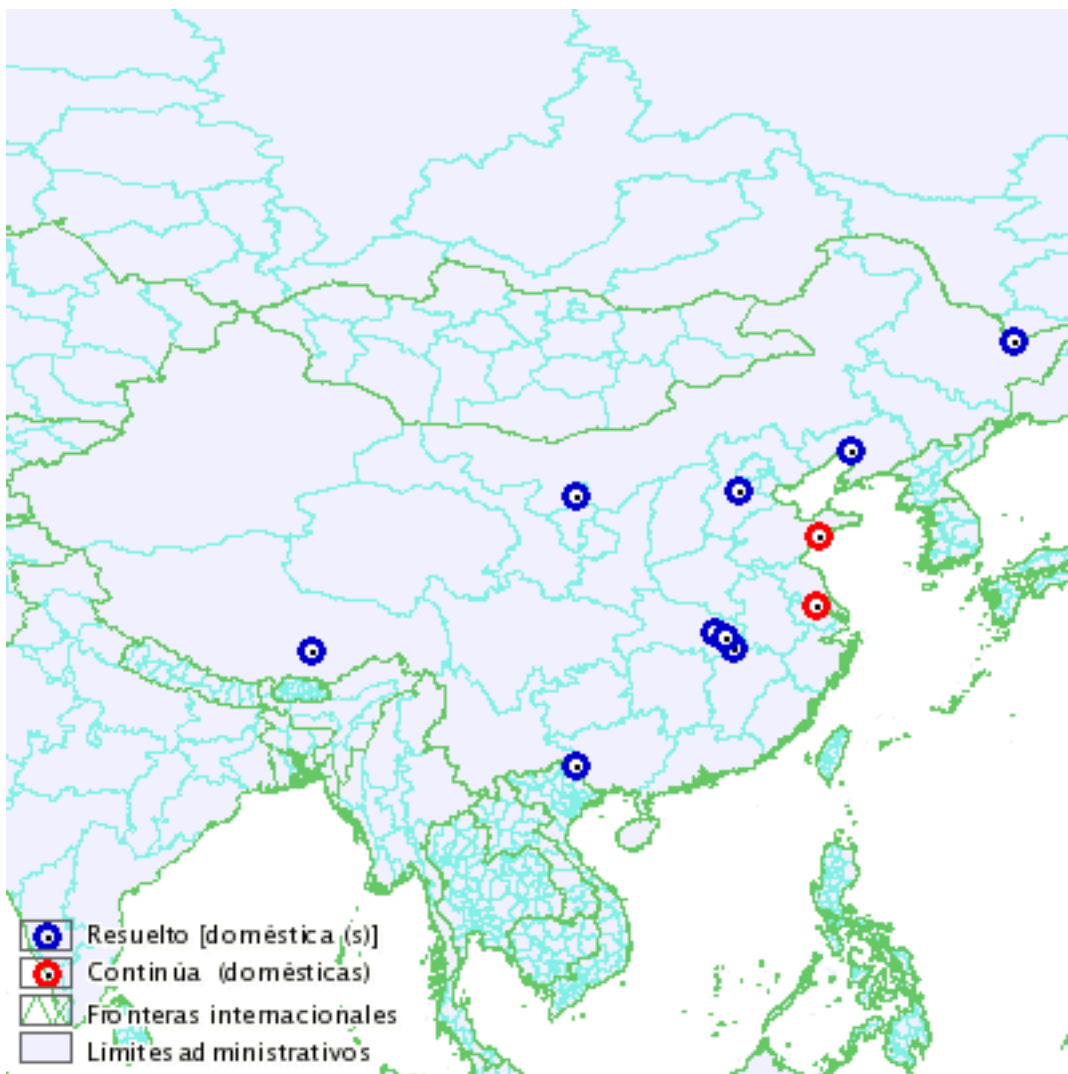 Resuelto [doméstica (s)]
Continúa (domésticas)
Fronteras internacionales
Límites administrativos